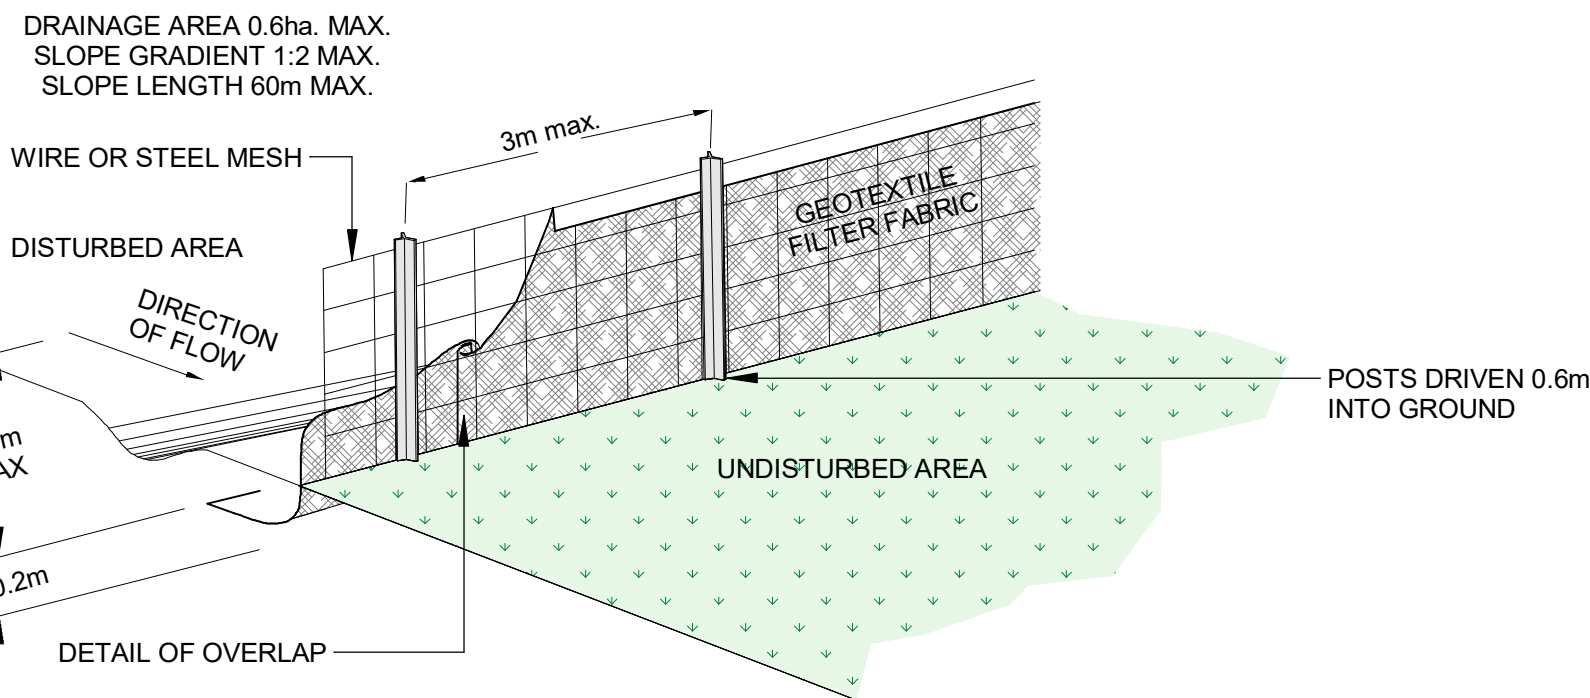 DRAINAGE AREA 0.6ha. MAX.
SLOPE GRADIENT 1:2 MAX.
SLOPE LENGTH 60m MAX.
3m max.
WIRE OR STEEL MESH
GEOTEXTILE
FILTER FABRIC
DISTURBED AREA
DIRECTION
OF FLOW
POSTS DRIVEN 0.6m
INTO GROUND
m
UNDISTURBED AREA
.2m
DETAIL OF OVERLAP